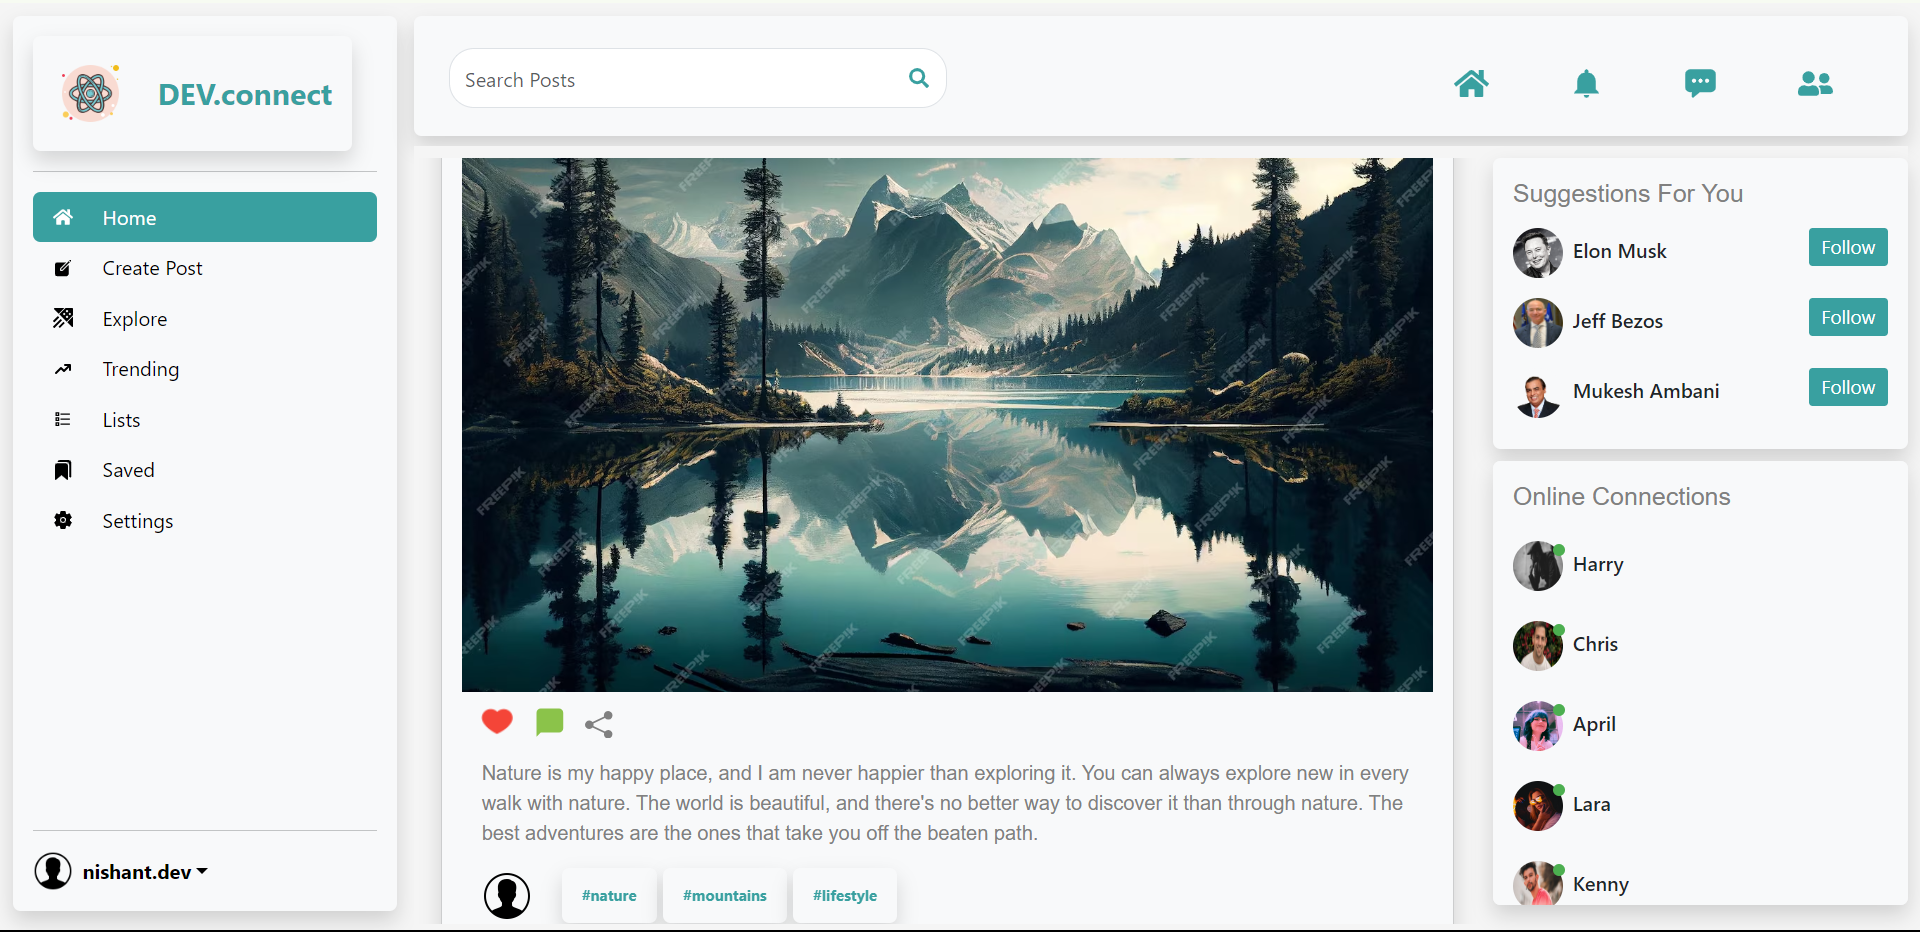 DEV.connect
Home
Create Post
Explore
Trending
Lists
Saved
Settings
nishant.dev
Search Posts
FREEPIK
Nature is my happy place, and I am never happier than exploring it. You can always explore new in every
walk with nature. The world is beautiful, and there's no better way to discover it than through nature. The
best adventures are the ones that take you off the beaten path.
#nature
#mountains
#lifestyle
Suggestions For You
Elon Musk
Follow
Jeff Bezos
Follow
Mukesh Ambani
Follow
Online Connections
Harry
Chris
April
Lara
Kenny